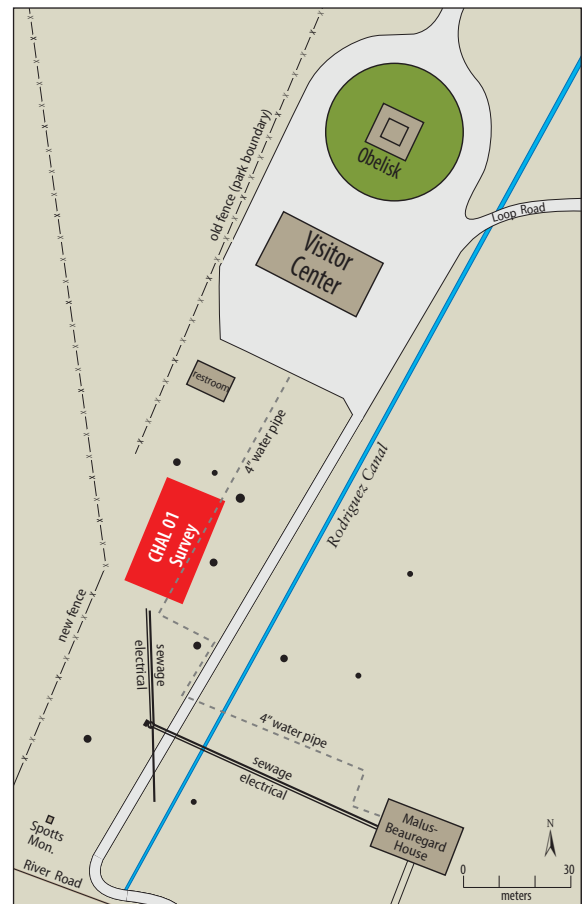 old fence (park boundary)
Obelisk
Loop Road
Visitor
Center
restroom
4" water pipe
Rodriguez Canal
CHAL 01
Survey
new fence
sewage
electrical
4" water pipe
sewage
electrical
Malus-
Beauregard
House
Spotts
Mon.
River Road
N
0 30
meters